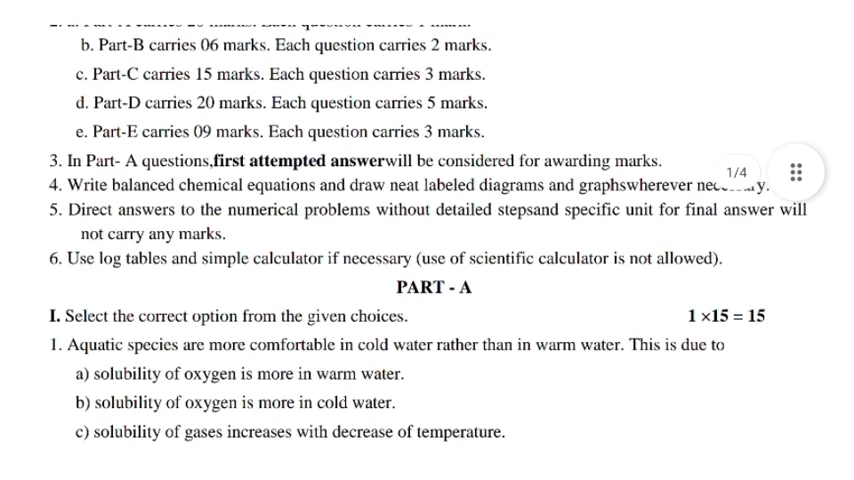 b. Part-B carries 06 marks. Each question carries 2 marks.
c. Part-C carries 15 marks. Each question carries 3 marks.
d. Part-D carries 20 marks. Each question carries 5 marks.
e. Part-E carries 09 marks. Each question carries 3 marks.
3. In Part- A questions,first attempted answerwill be considered for awarding marks.
1/4
4. Write balanced chemical equations and draw neat labeled diagrams and graphswherever
5. Direct answers to the numerical problems without detailed stepsand specific unit for final answer will
not carry any marks.
6. Use log tables and simple calculator if necessary (use of scientific calculator is not allowed).
PART - A
I. Select the correct option from the given choices. 1 ×15 = 15
1. Aquatic species are more comfortable in cold water rather than in warm water. This is due to
a) solubility of oxygen is more in warm water.
b) solubility of oxygen is more in cold water.
c) solubility of gases increases with decrease of temperature.